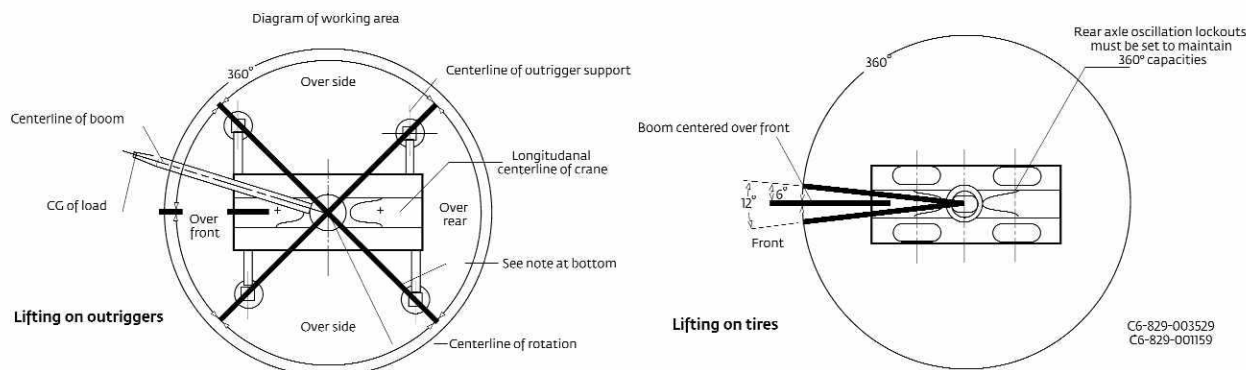 Diagram of working area
360°
Over side
Centerline of outrigger support
Centerline of boom
Longitudanal
centerline of crane
CG of load
Over
front
Over
rear
See note at bottom
Over side
Lifting on outriggers
Centerline of rotation
Rear axle oscillation lockouts
must be set to maintain
360° capacities
360°
Boom centered over front
12°
6°
Front
Lifting on tires
C6-829-003529
C6-829-001159